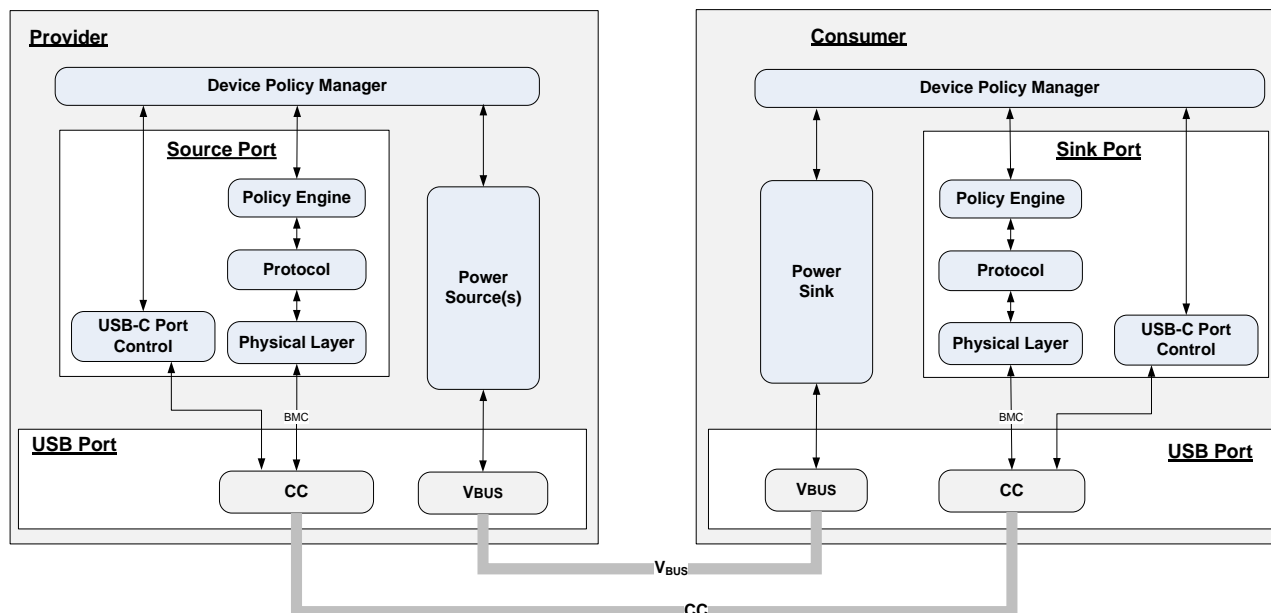 Provider
Device Policy Manager
Source Port
Policy Engine
Protocol
Power
Source(s)
USB-C Port
Control
Physical Layer
BMC
USB Port
CC
VBUS
Consumer
Device Policy Manager
Sink Port
Policy Engine
Protocol
Power
Sink
Physical Layer
USB-C Port
Control
BMC
USB Port
VBUS
CC
VBUS
CC